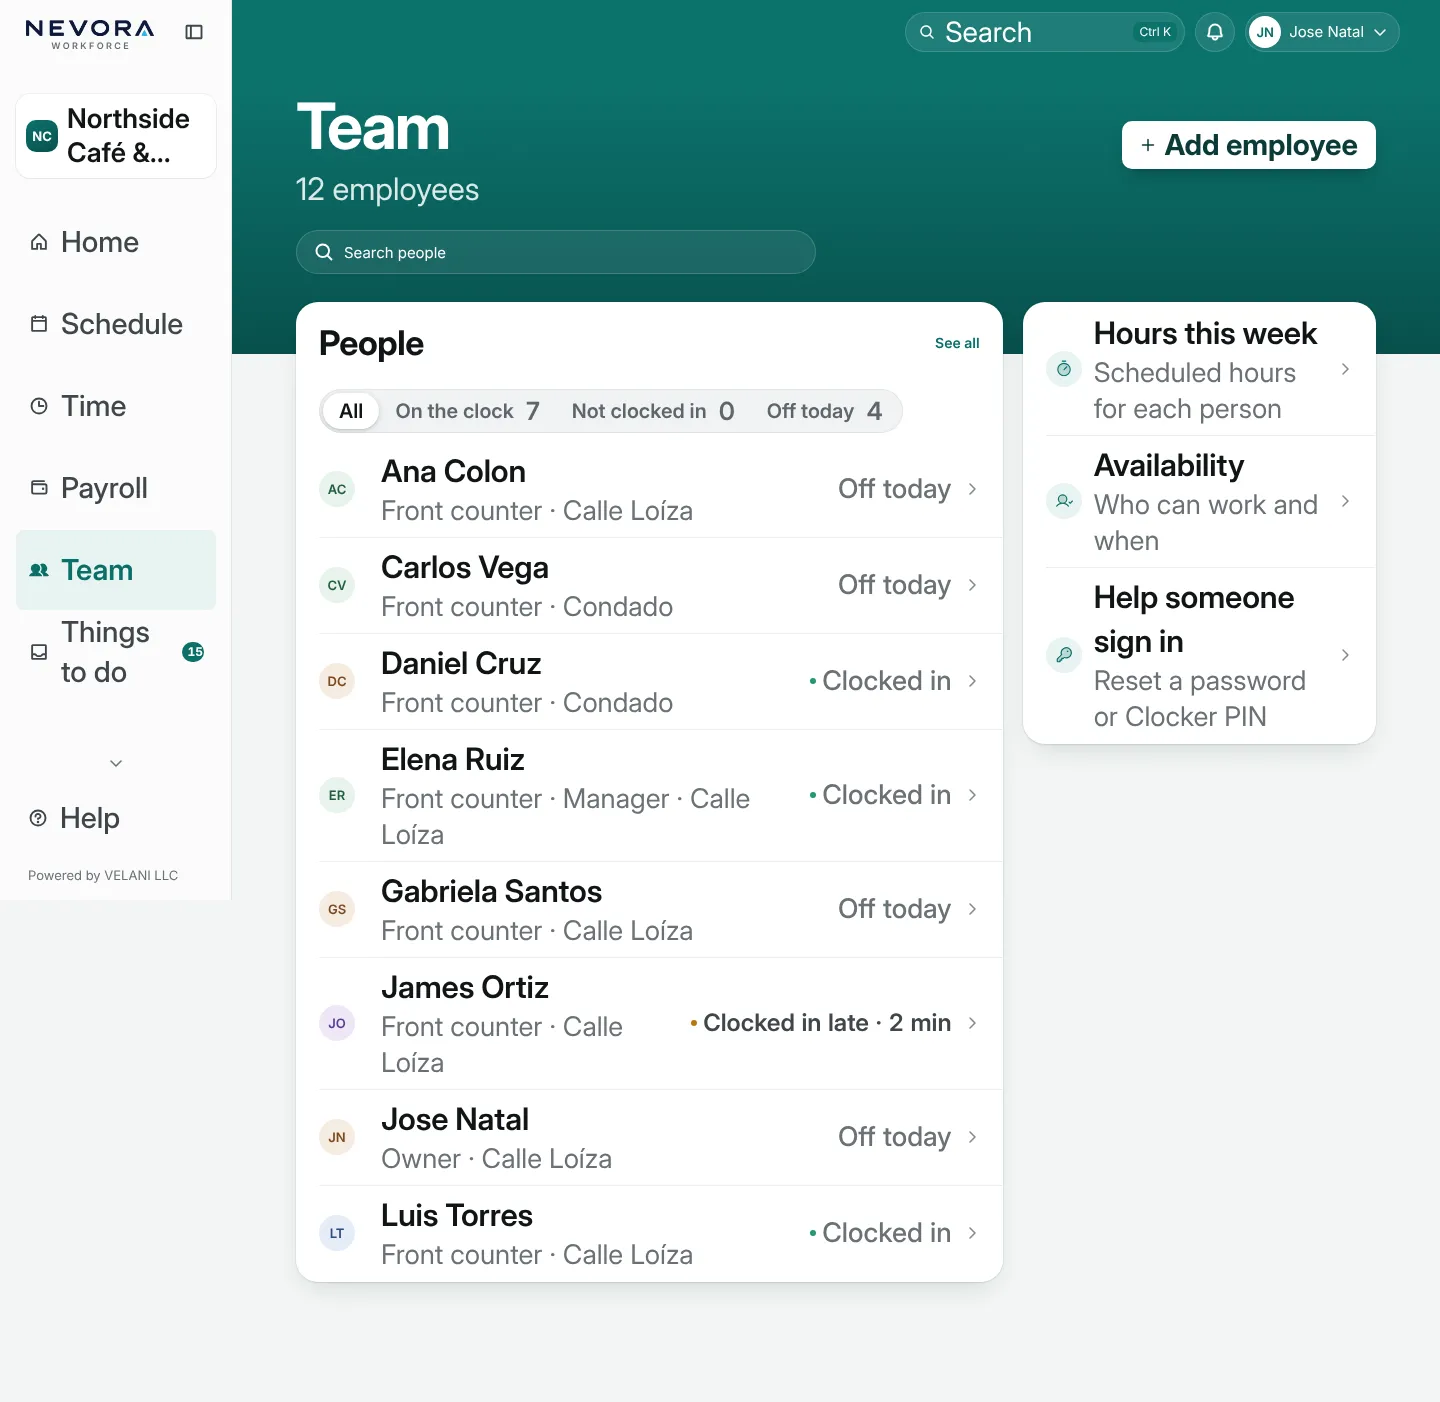 NEVORA
WORKFORCE
NC
Northside
Café &...
Home
Schedule
Time
Payroll
Team
Things
to do
15
Help
Powered by VELANI LLC
Search
Ctrl K
JN
Jose Natal
Team
12 employees
+ Add employee
Search people
People
See all
All
On the clock 7
Not clocked in 0
Off today 4
AC
Ana Colon
Front counter · Calle Loíza
Off today
CV
Carlos Vega
Front counter · Condado
Off today
DC
Daniel Cruz
Front counter · Condado
Clocked in
ER
Elena Ruiz
Front counter · Manager · Calle
Loíza
Clocked in
GS
Gabriela Santos
Front counter · Calle Loíza
Off today
JO
James Ortiz
Front counter · Calle
Loíza
Clocked in late · 2 min
JN
Jose Natal
Owner · Calle Loíza
Off today
LT
Luis Torres
Front counter · Calle Loíza
Clocked in
Hours this week
Scheduled hours
for each person
Availability
Who can work and
when
Help someone
sign in
Reset a password
or Clocker PIN